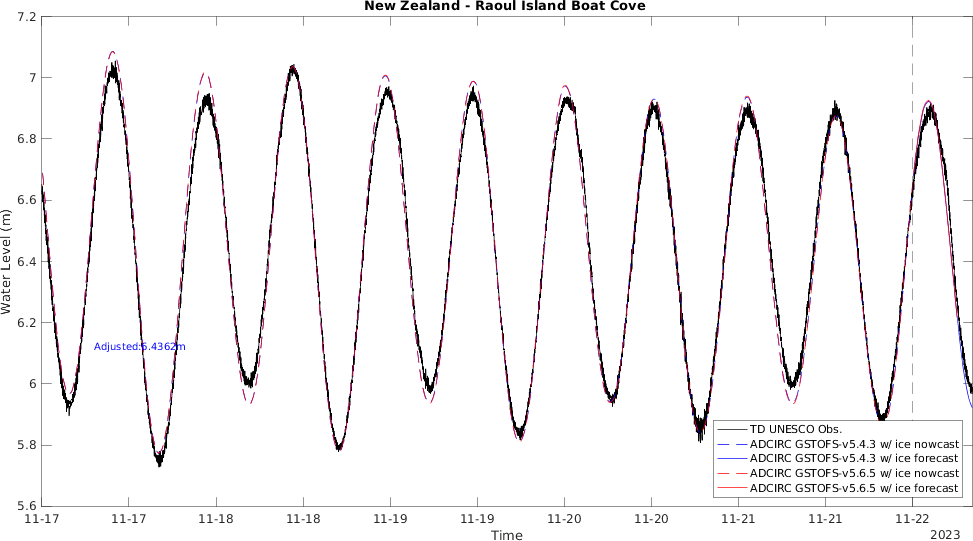 New Zealand - Raoul Island Boat Cove
7.2
7
6.8
6.6
6.4
6.2
6
5.8
5.6
Water Level (m)
Adjusted:6.4362m
TD UNESCO Obs.
ADCIRC GSTOFS-v5.4.3 w/ ice nowcast
ADCIRC GSTOFS-v5.4.3 w/ ice forecast
ADCIRC GSTOFS-v5.6.5 w/ ice nowcast
ADCIRC GSTOFS-v5.6.5 w/ ice forecast
11-17 11-17 11-18 11-18 11-19 11-19 11-20 11-20 11-21 11-21 11-22
Time
2023